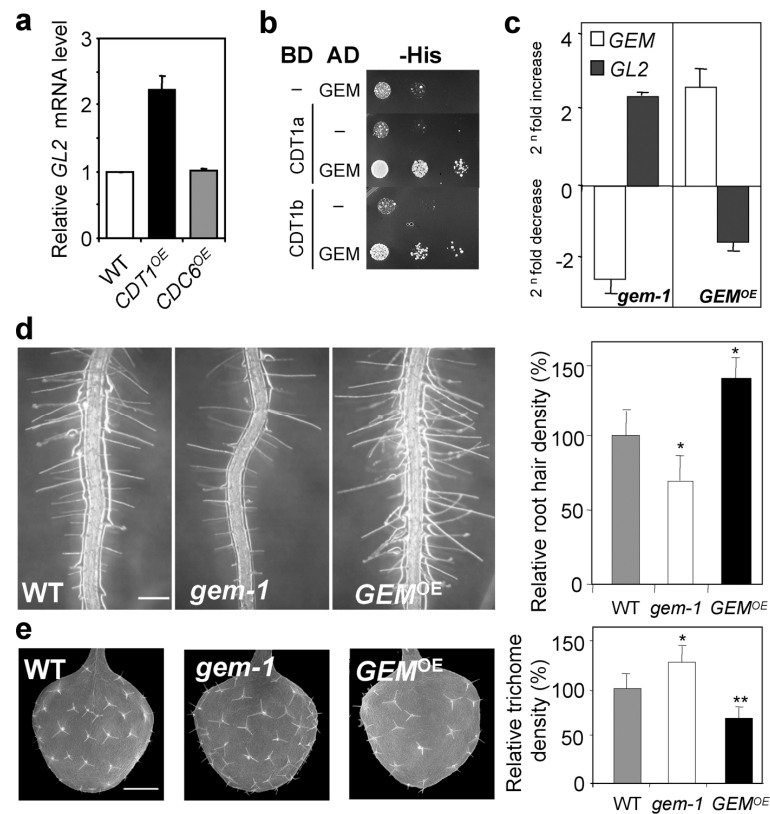 a
Relative GL2 mRNA level
3
2
1
0
WT
CDT1OE
CDC6OE
b
BD AD -His
– GEM
CDT1a
–
GEM
CDT1b
–
GEM
c
2 n fold increase
2 n fold decrease
4
2
0
-2
GEM
GL2
gem-1
GEMOE
d
WT
gem-1
GEMOE
Relative root hair density (%)
150
100
50
0
*
*
WT
gem-1
GEMOE
e
WT
gem-1
GEMOE
Relative trichome
density (%)
150
100
50
0
*
**
WT
gem-1
GEMOE